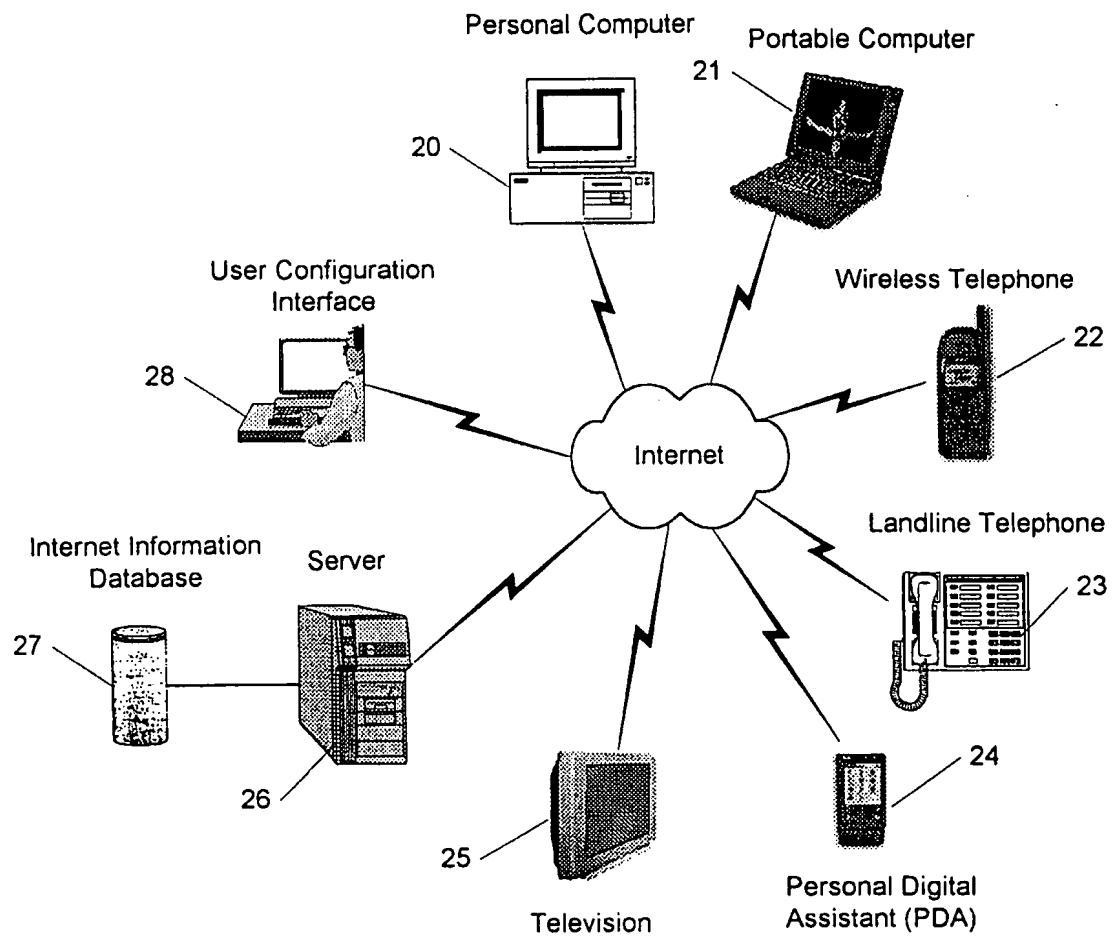 Personal Computer
Portable Computer
21
20
User Configuration
Interface
Wireless Telephone
28
22
Internet
Landline Telephone
Internet Information
Database
Server
23
27
24
26
25
Television
Personal Digital
Assistant (PDA)